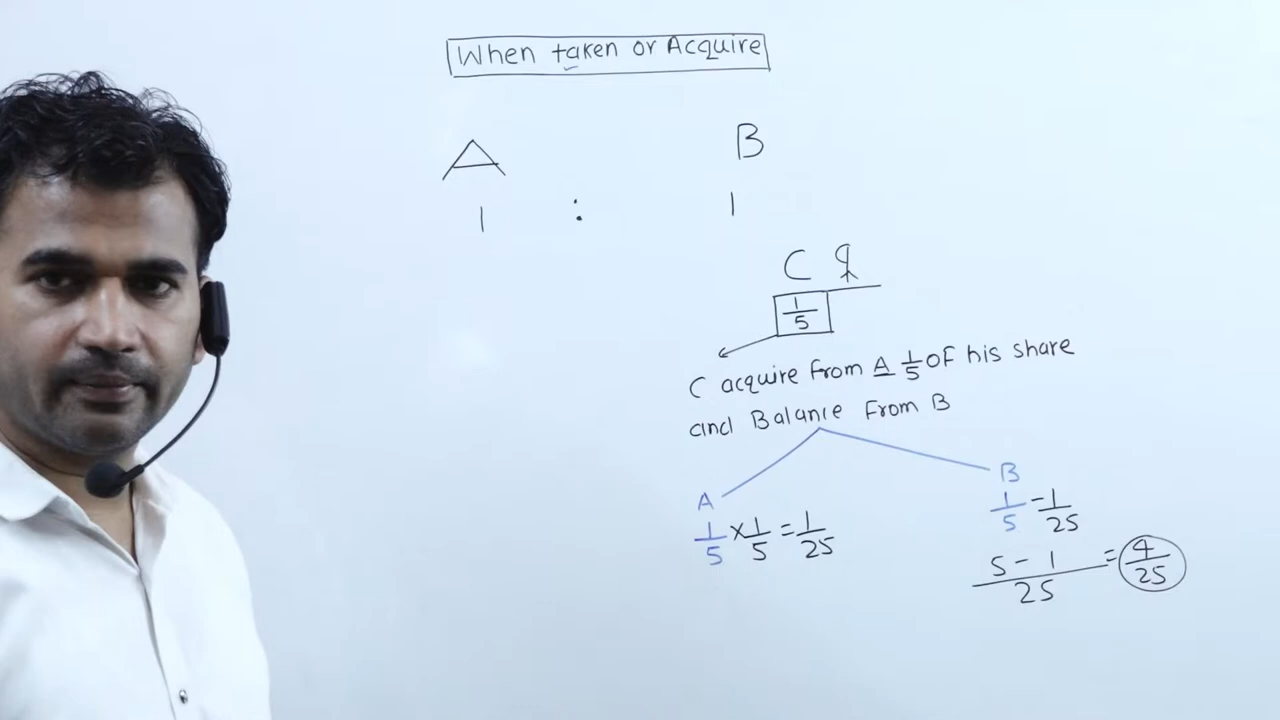 When taken or Acquire
A B
1 : 1
C
1/5
C acquire from A 1/5 of his share
and Balance From B
A
1/5 × 1/5 = 1/25
B
1/5 - 1/25
5 - 1 / 25 = 4/25